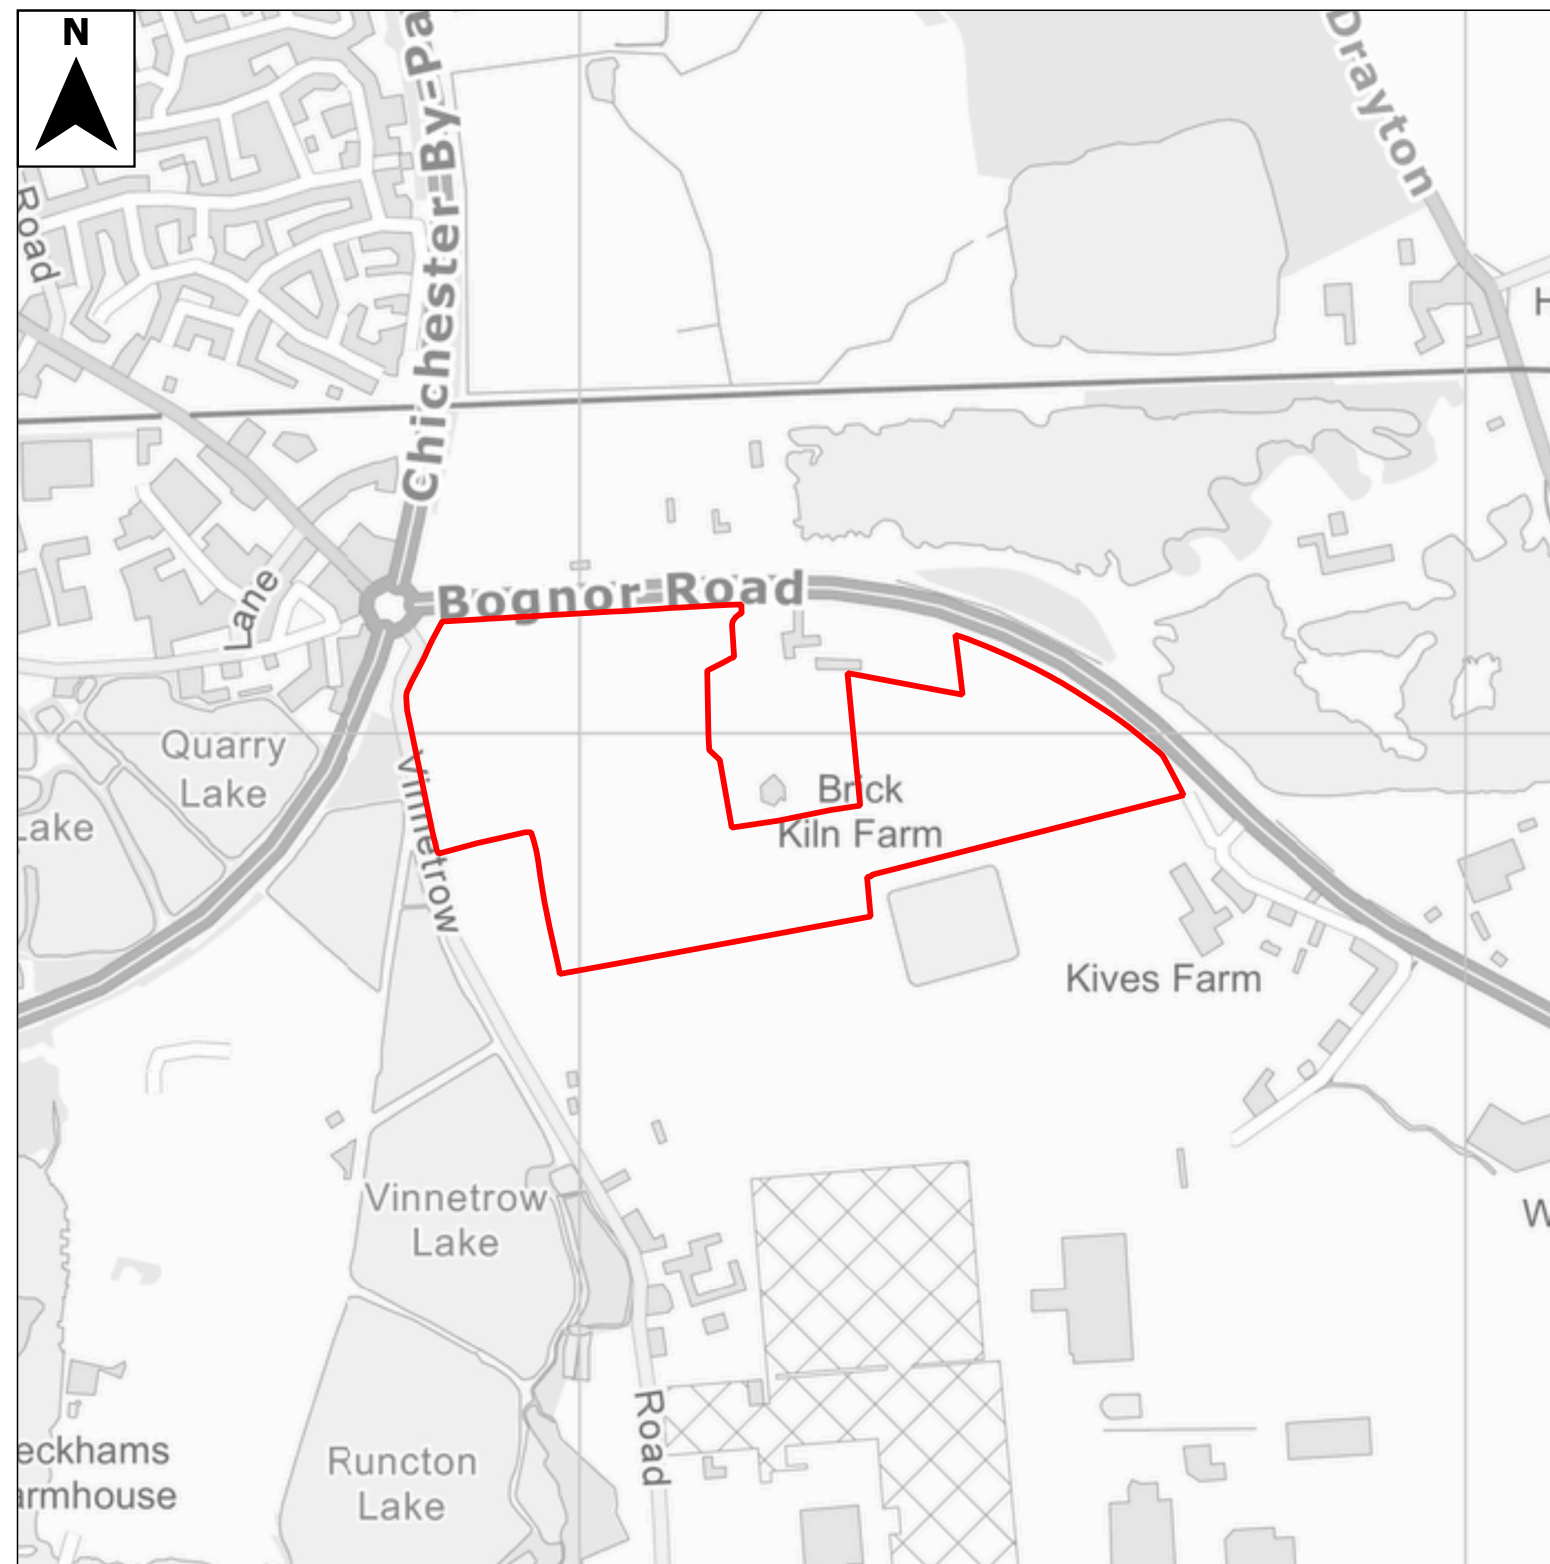 N
Chichester By-Pa
Drayton
Road
H
Lane
Bognor Road
Quarry
Lake
Lake
Vinnetrow
Brick
Kiln Farm
Kives Farm
Vinnetrow
Lake
W
Road
eckhams
armhouse
Runcton
Lake